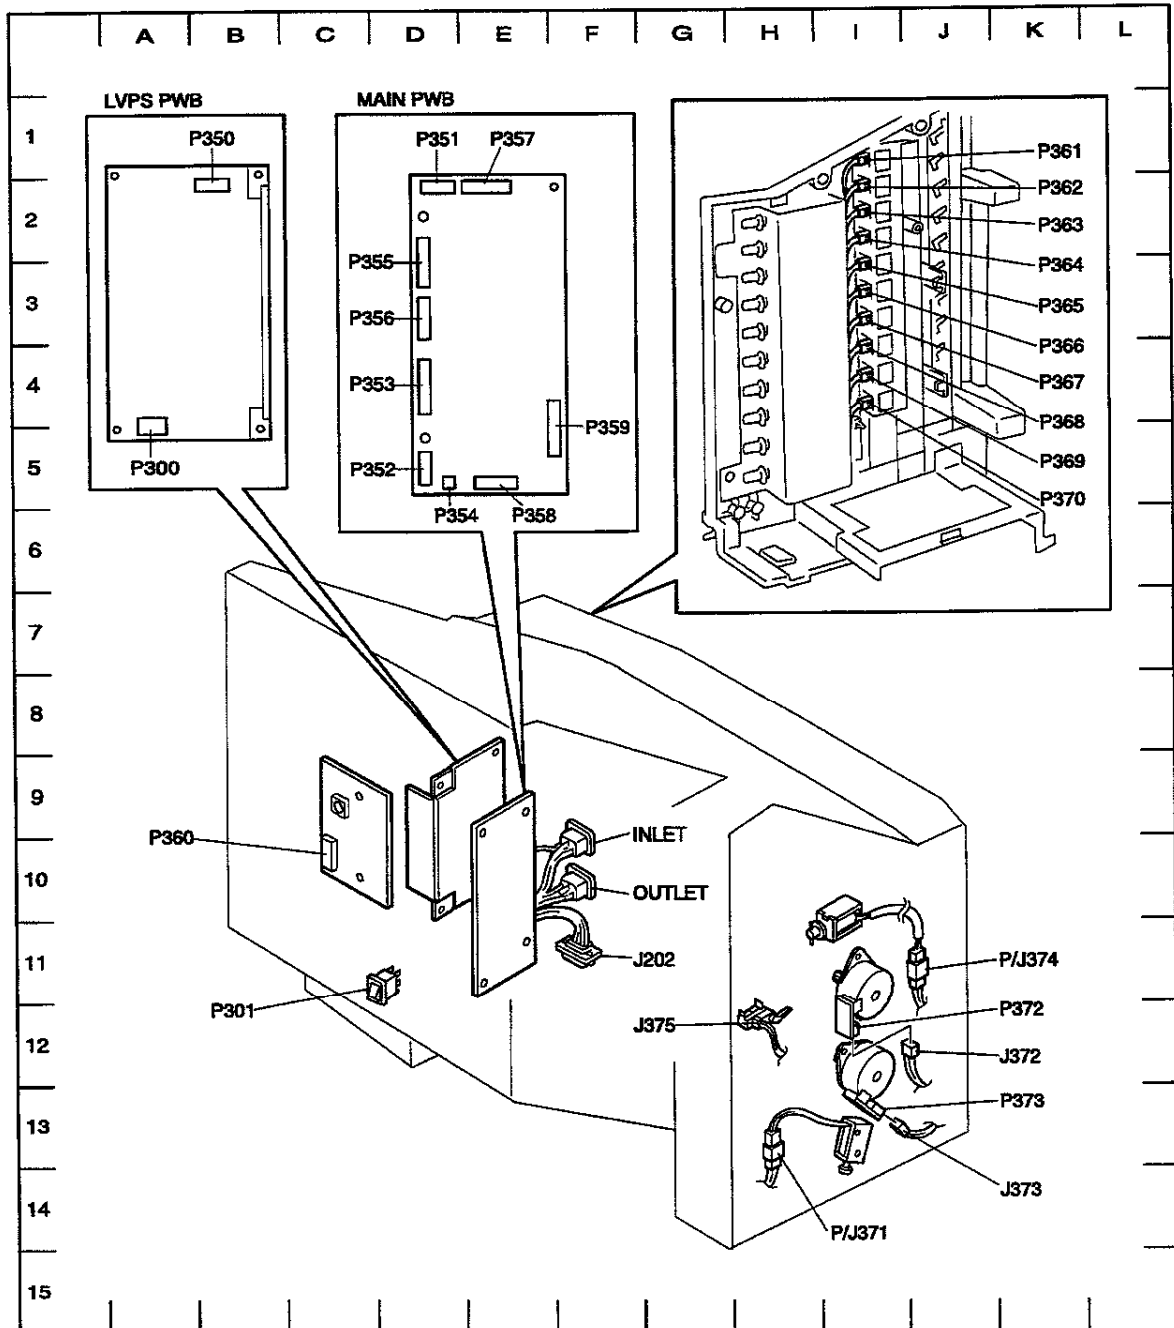 A B C D E F G H I J K L
LVPS PWB
MAIN PWB
1
P350
P351
P357
P361
P362
2
P363
P355
P364
3
P365
P356
P366
4
P353
P367
P359
P368
P300
P352
P369
5
P354
P358
P370
6
7
8
9
P360
INLET
10
OUTLET
11
J202
P/J374
P301
J375
P372
12
J372
P373
13
J373
14
P/J371
15